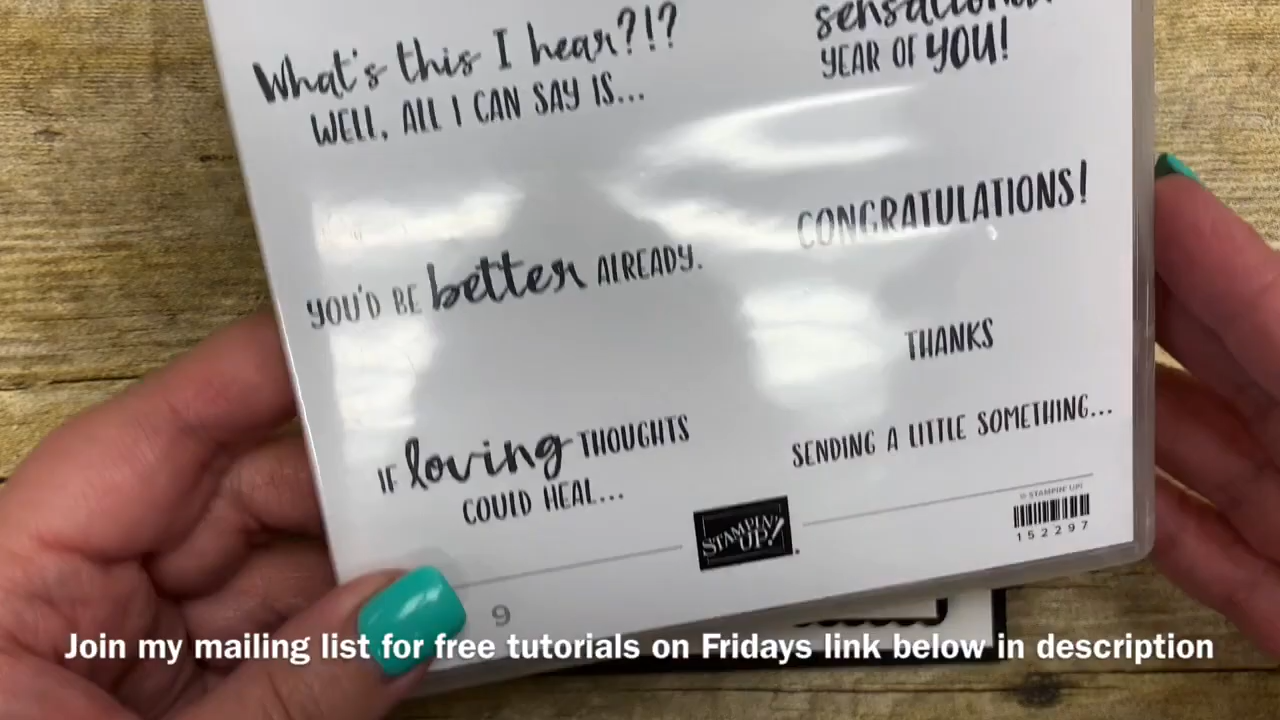 What's this I hear?!?
WELL, ALL I CAN SAY IS...
sensational
YEAR OF YOU!
CONGRATULATIONS!
YOU'D BE better ALREADY.
THANKS
IF loving THOUGHTS
COULD HEAL...
SENDING A LITTLE SOMETHING...
© STAMPIN' UP!
152297
STAMPIN' UP!
9
Join my mailing list for free tutorials on Fridays link below in description